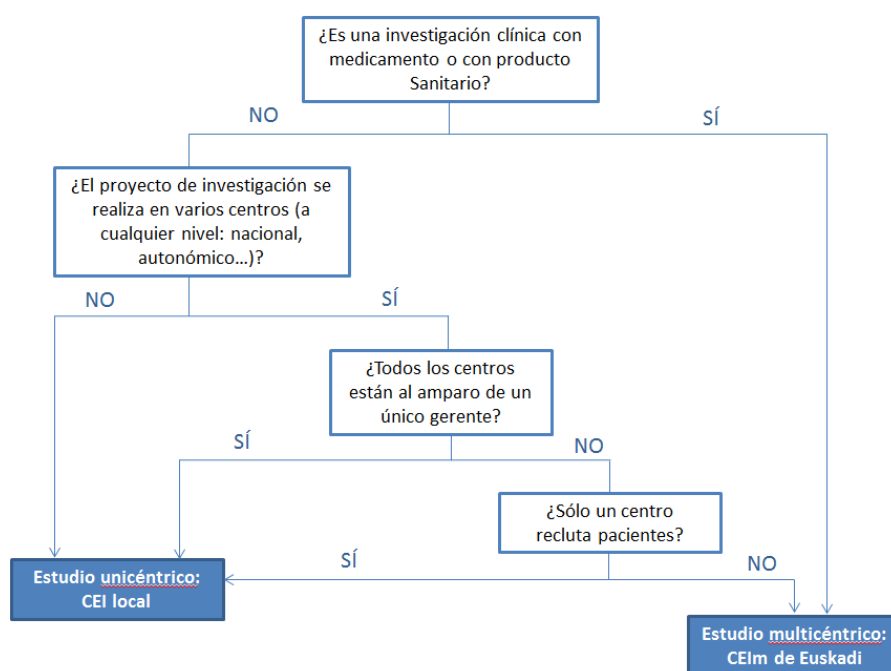 ¿Es una investigación clínica con
medicamento o con producto
Sanitario?
NO
SÍ
¿El proyecto de investigación se
realiza en varios centros (a
cualquier nivel: nacional,
autonómico...)?
NO
SÍ
¿Todos los centros
están al amparo de un
único gerente?
SÍ
NO
¿Sólo un centro
recluta pacientes?
SÍ
NO
Estudio unicéntrico:
CEI local
Estudio multicéntrico:
CEIm de Euskadi